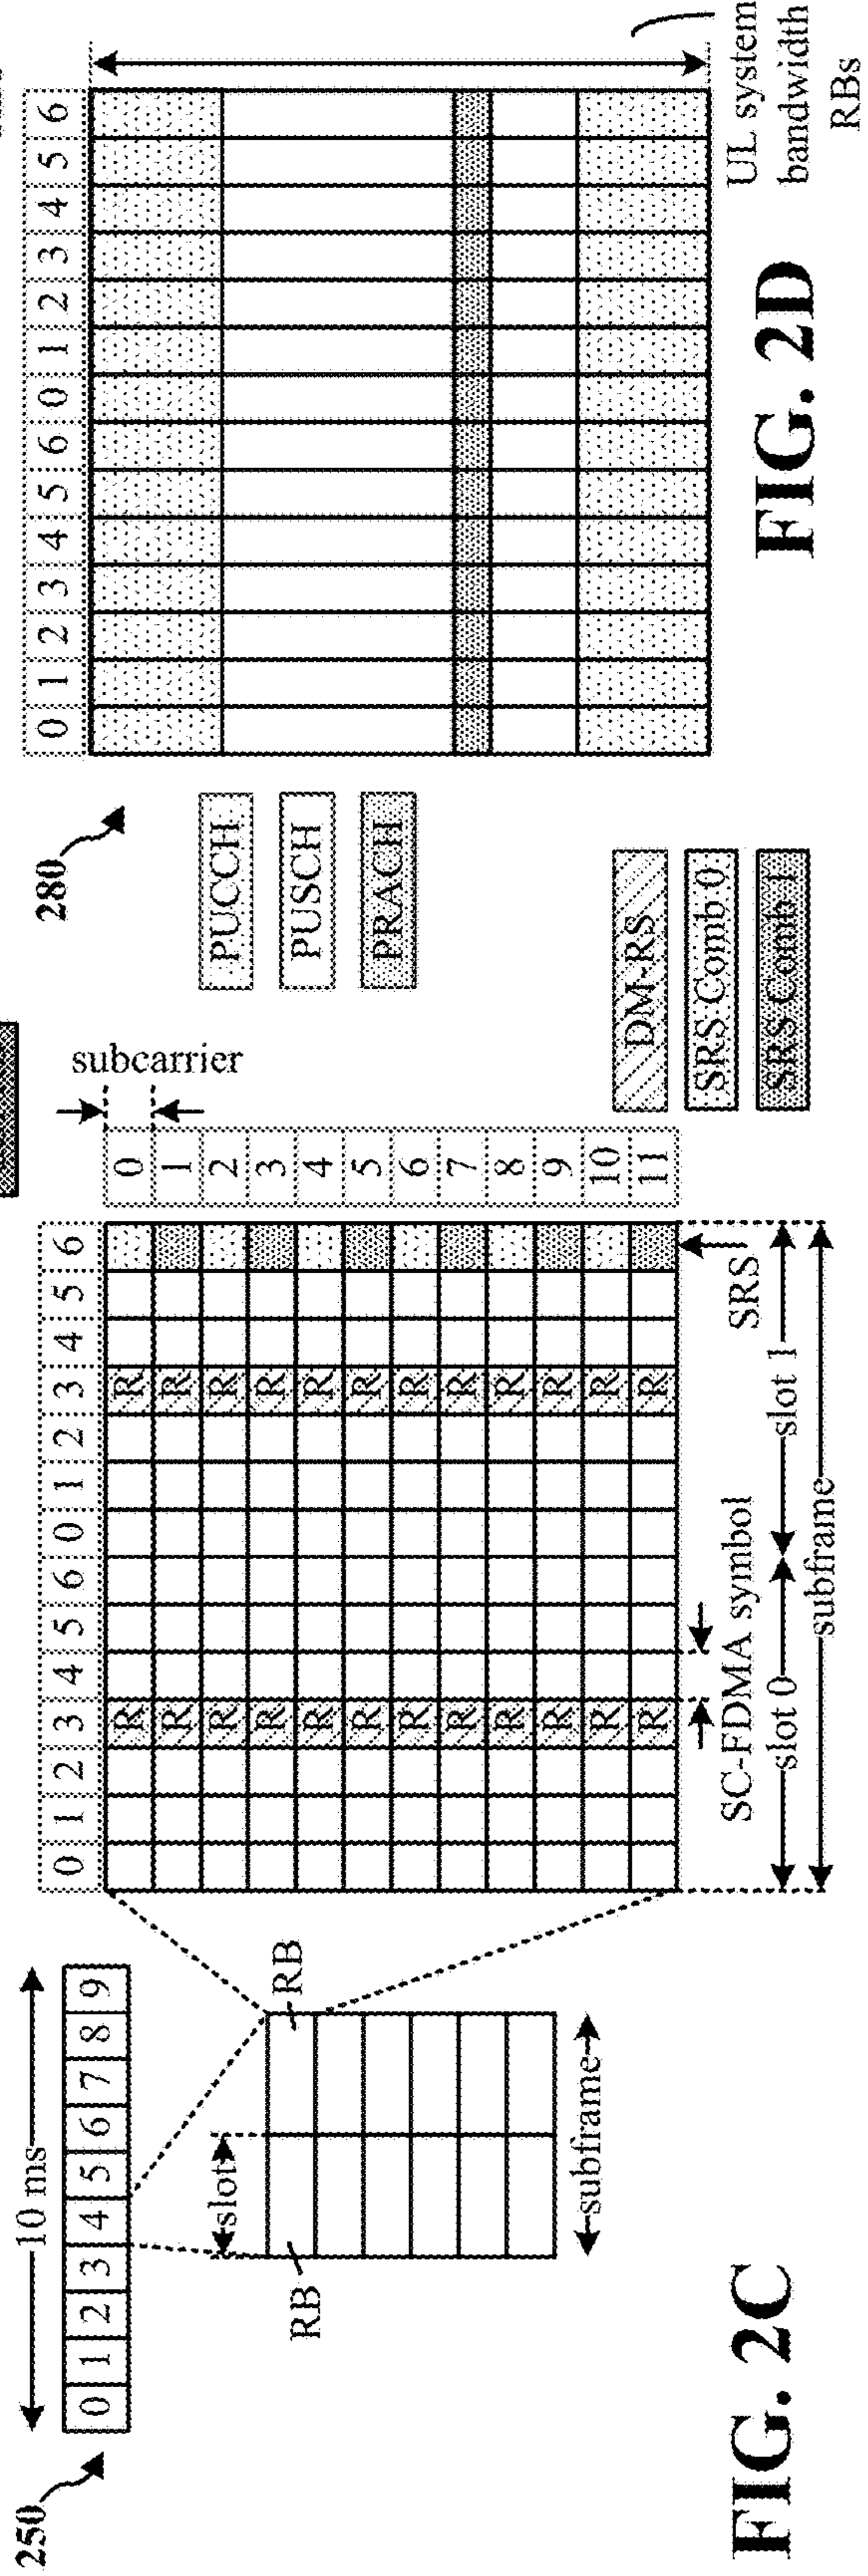 250
10 ms
0 1 2 3 4 5 6 7 8 9
slot
RB
RB
subframe
0 1 2 3 4 5 6 0 1 2 3 4 5 6
subcarrier
R R 0
R R 1
R R 2
R R 3
R R 4
R R 5
R R 6
R R 7
R R 8
R R 9
R R 10
R R 11
SC-FDMA symbol
SRS
slot 0
slot 1
subframe
DM-RS
SRS Comb 0
SRS Comb 1
FIG. 2C
280
PUCCH
PUSCH
PRACH
0 1 2 3 4 5 6 0 1 2 3 4 5 6
UL system
bandwidth
RBs
FIG. 2D